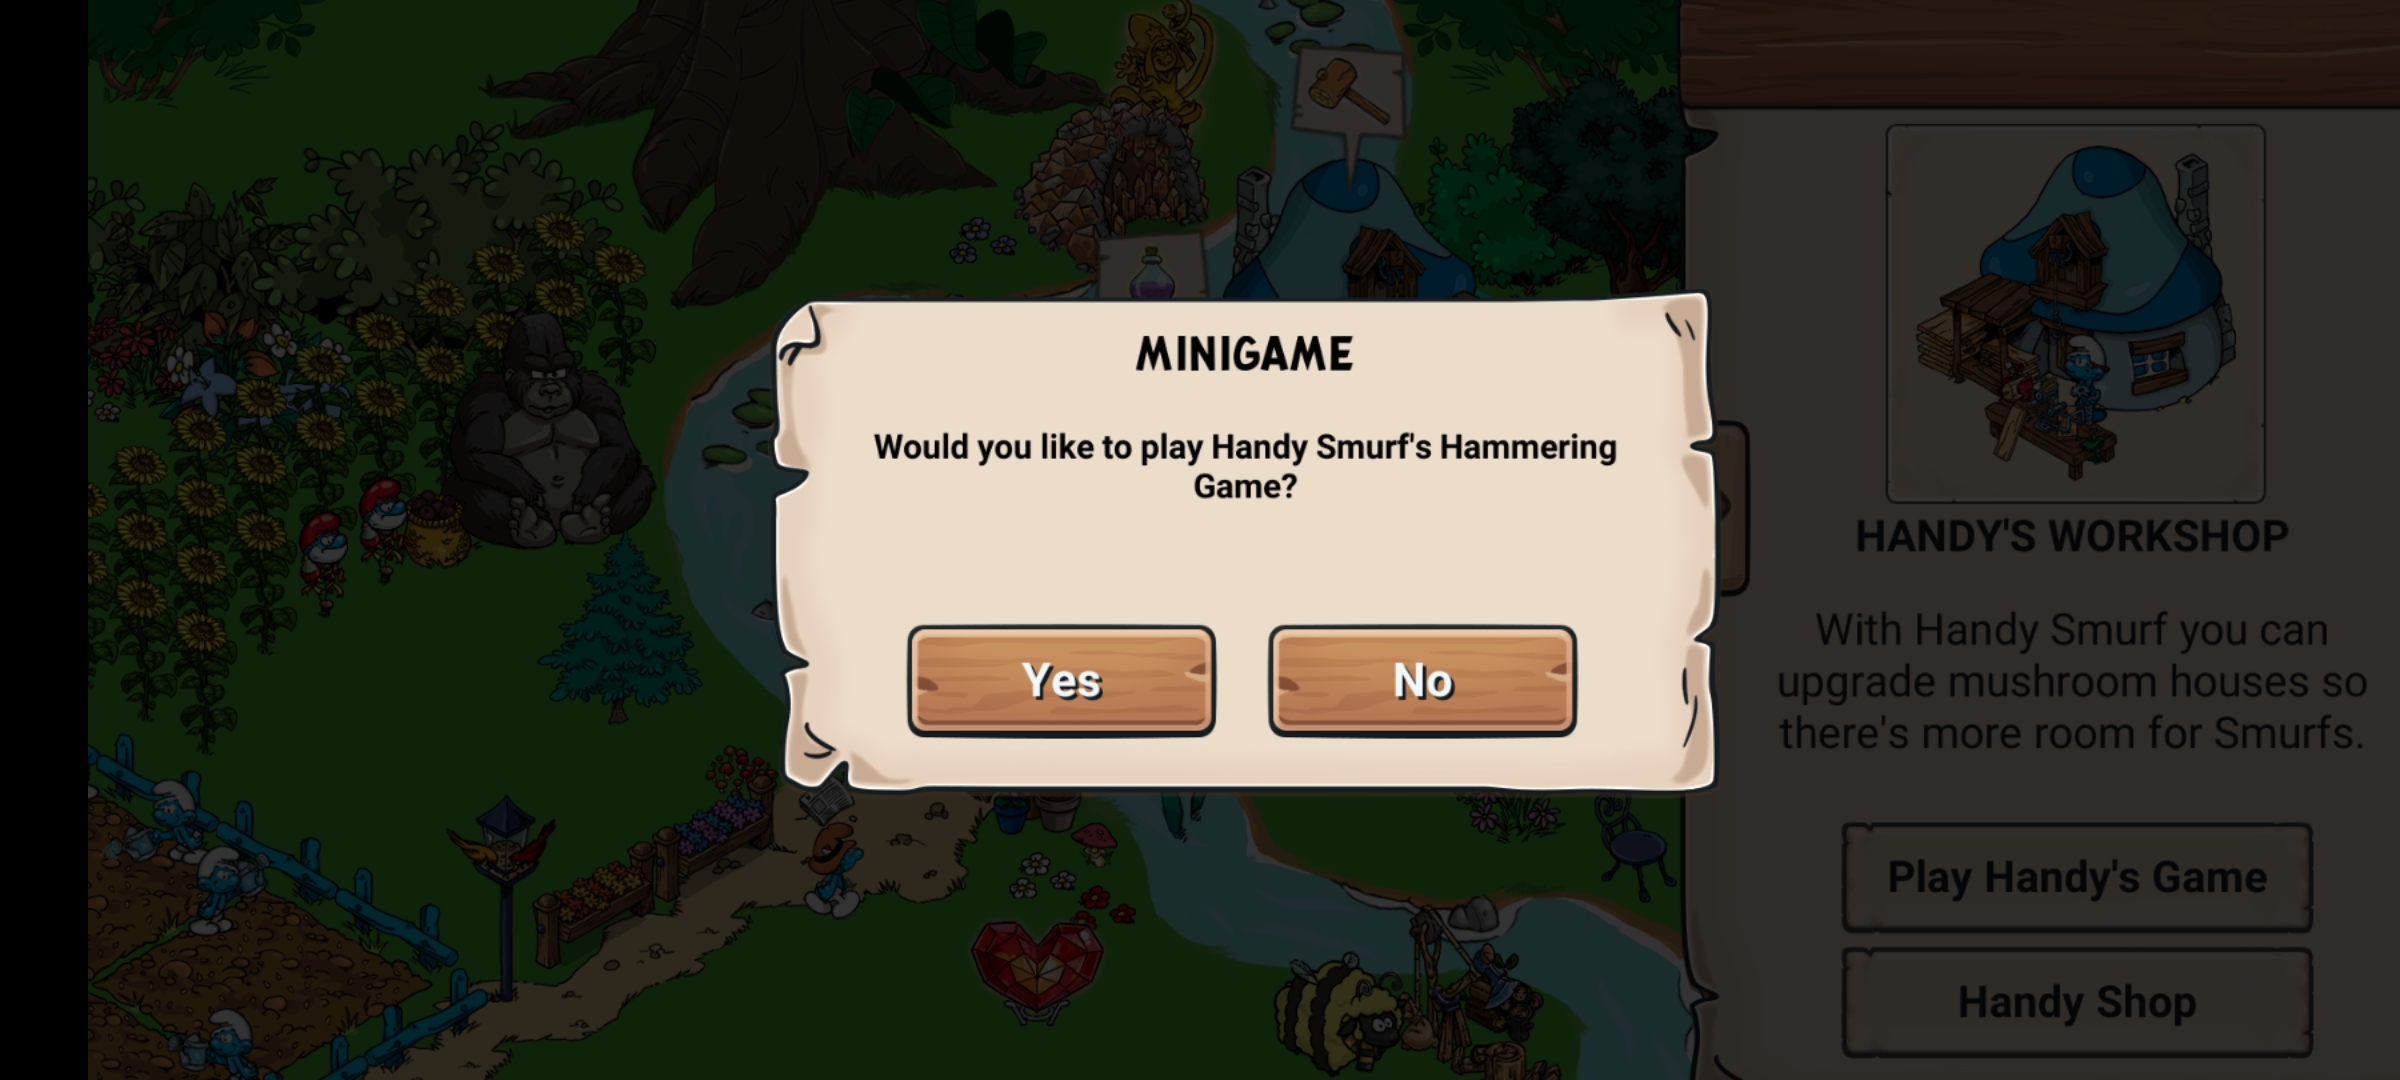 MINIGAME
Would you like to play Handy Smurf's Hammering
Game?
Yes
No
HANDY'S WORKSHOP
With Handy Smurf you can
upgrade mushroom houses so
there's more room for Smurfs.
Play Handy's Game
Handy Shop